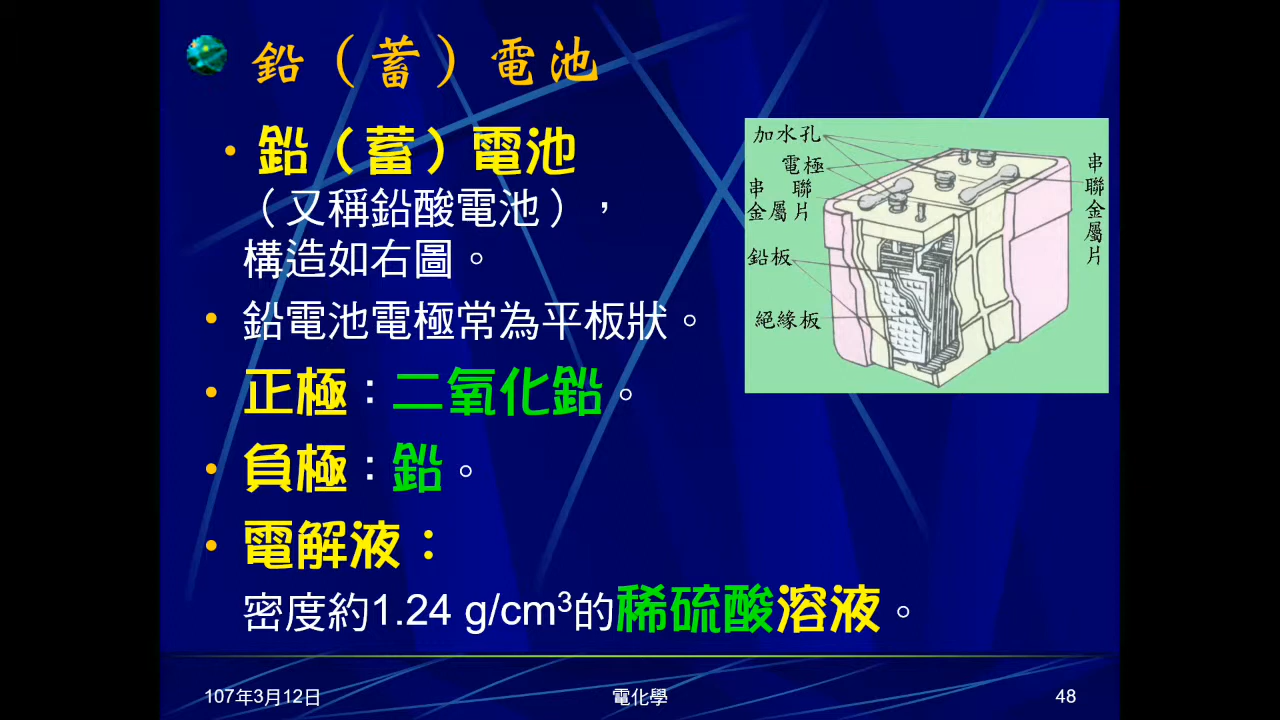 鉛（蓄）電池
• 鉛（蓄）電池
（又稱鉛酸電池），
構造如右圖。
• 鉛電池電極常為平板狀。
• 正極：二氧化鉛。
• 負極：鉛。
• 電解液：
密度約1.24 g/cm³的稀硫酸溶液。
加水孔
電極
串聯
金屬片
鉛板
絕緣板
串聯金屬片
107年3月12日
電化學
48